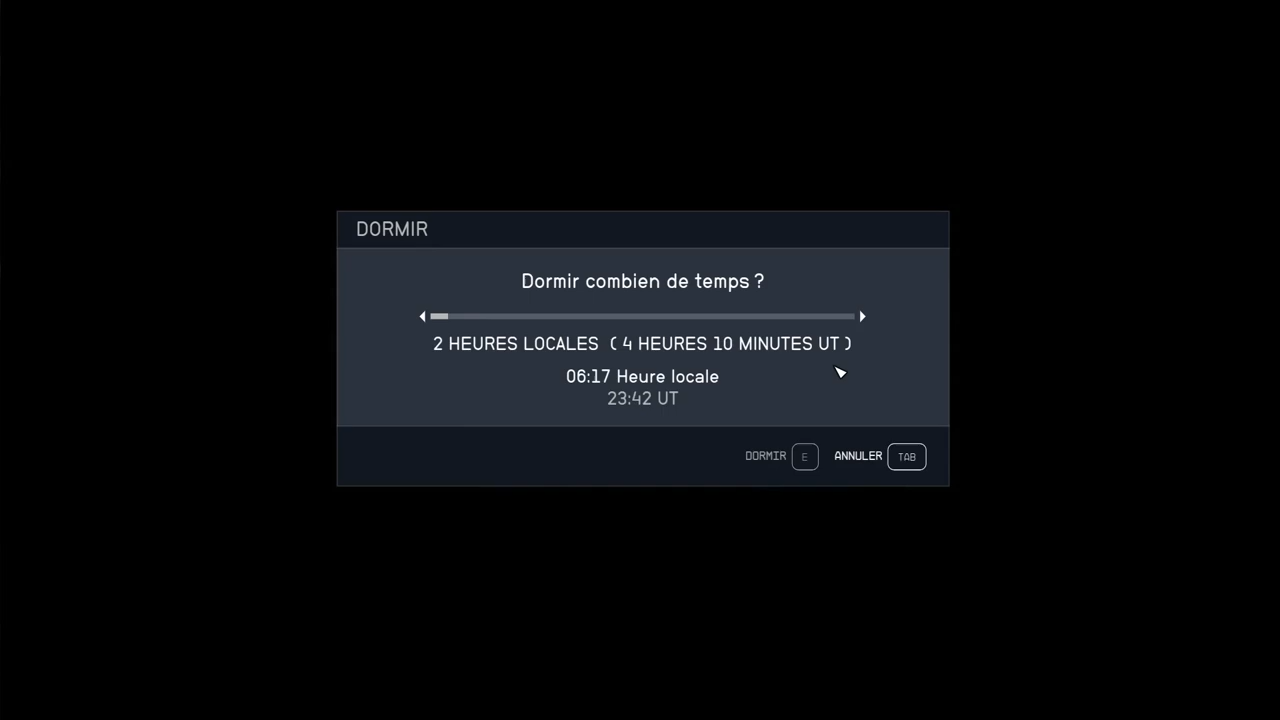 DORMIR
Dormir combien de temps ?
2 HEURES LOCALES ( 4 HEURES 10 MINUTES UT )
06:17 Heure locale
23:42 UT
DORMIR E ANNULER TAB